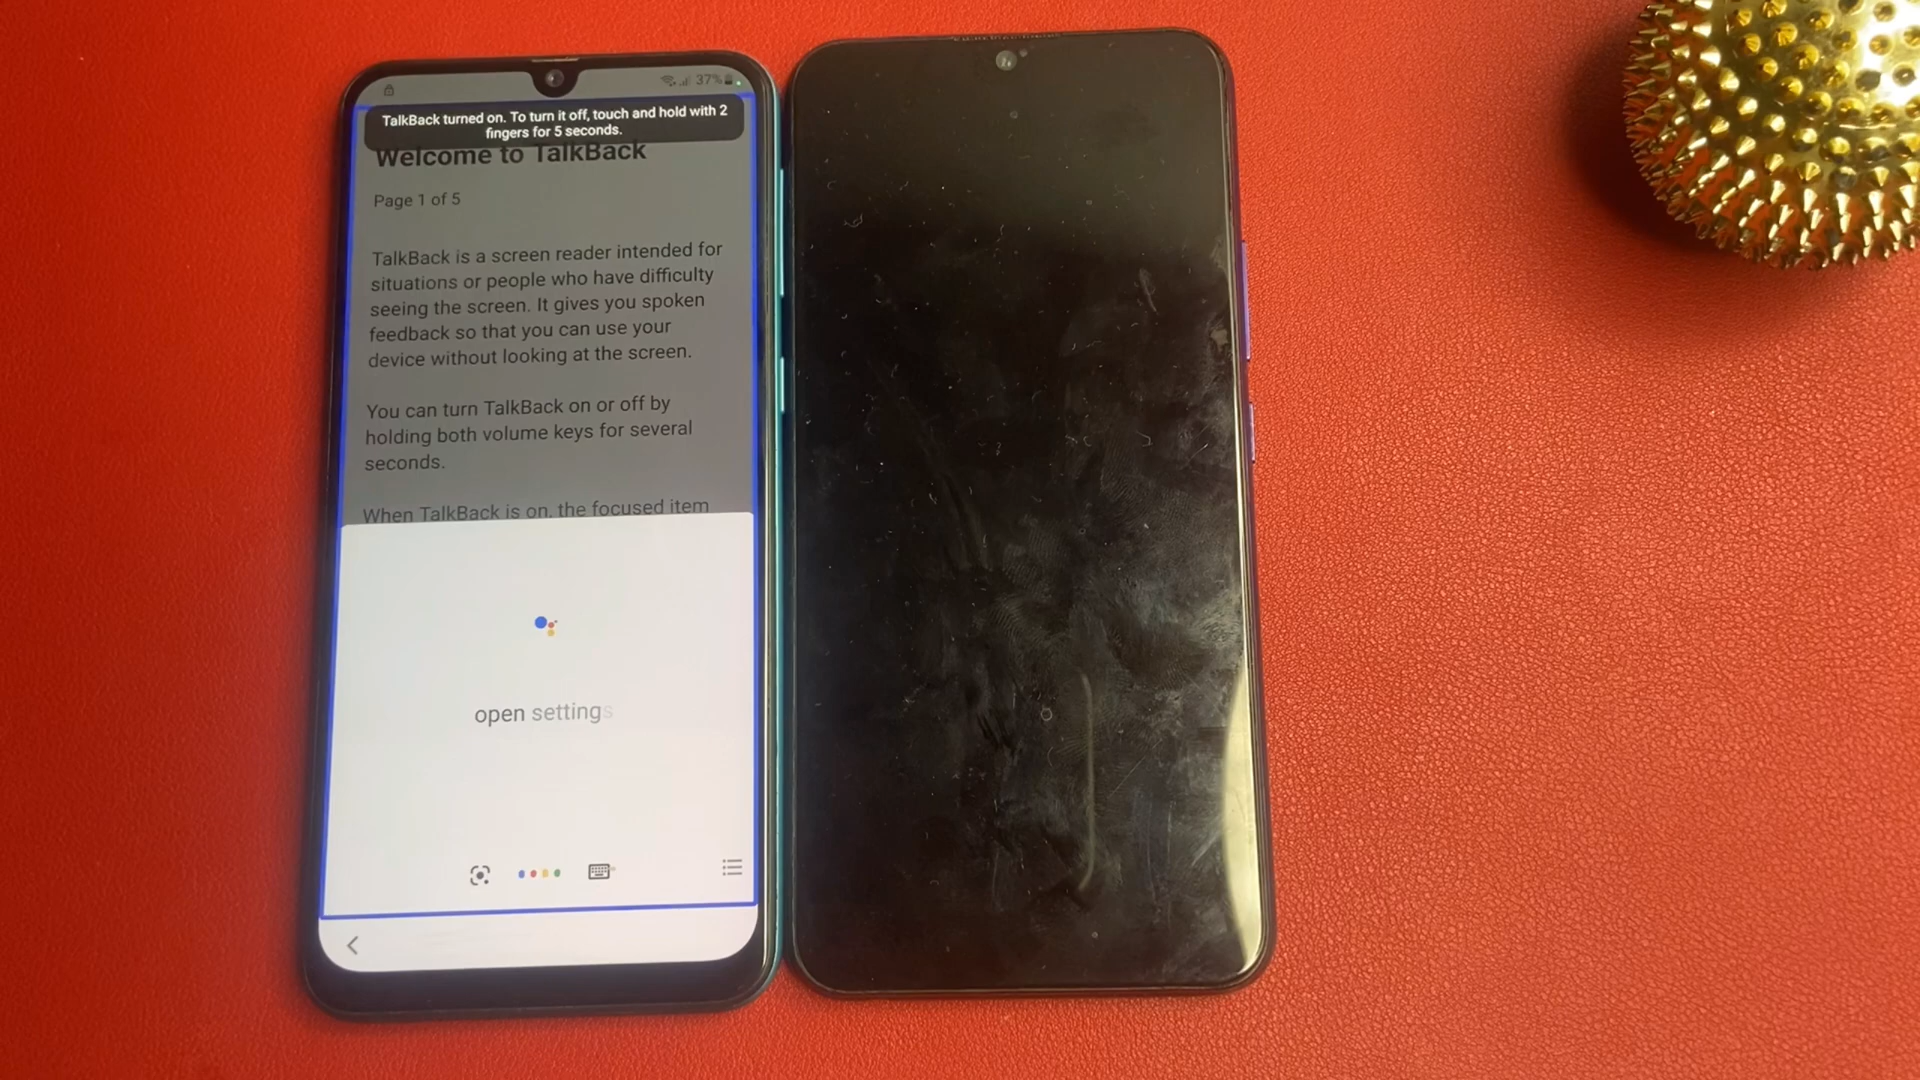 37%
TalkBack turned on. To turn it off, touch and hold with 2
fingers for 5 seconds.
Welcome to TalkBack
Page 1 of 5
TalkBack is a screen reader intended for
situations or people who have difficulty
seeing the screen. It gives you spoken
feedback so that you can use your
device without looking at the screen.
You can turn TalkBack on or off by
holding both volume keys for several
seconds.
When TalkBack is on, the focused item
open settings